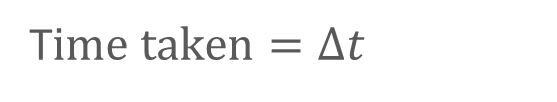 Time taken = Δt